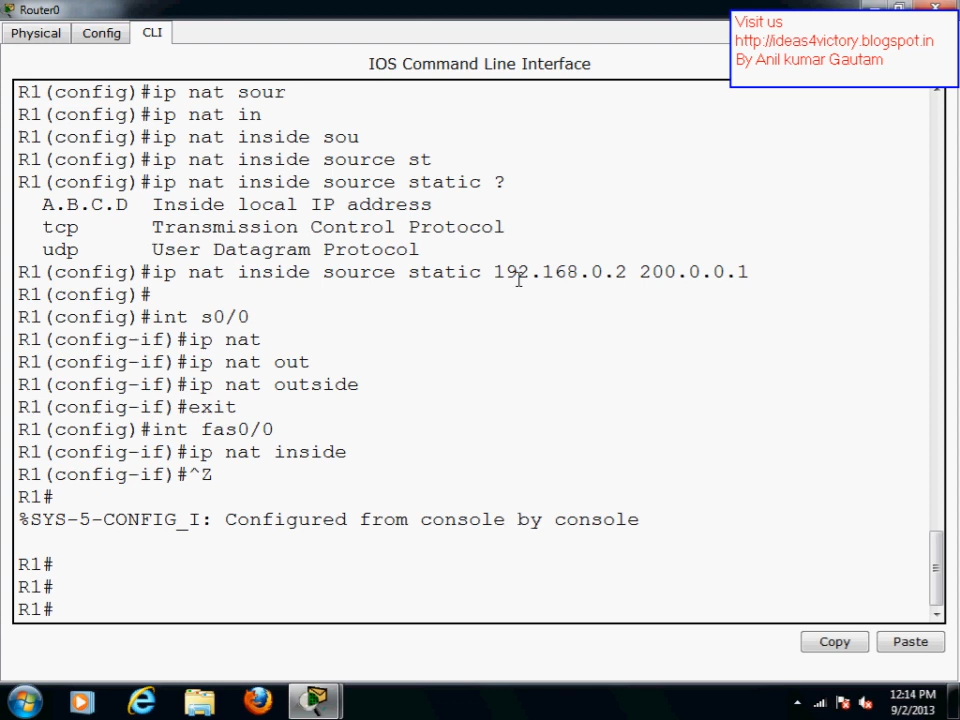 Router0
Physical Config CLI
Visit us
http://ideas4victory.blogspot.in
By Anil kumar Gautam
IOS Command Line Interface
R1(config)#ip nat sour
R1(config)#ip nat in
R1(config)#ip nat inside sou
R1(config)#ip nat inside source st
R1(config)#ip nat inside source static ?
A.B.C.D Inside local IP address
tcp Transmission Control Protocol
udp User Datagram Protocol
R1(config)#ip nat inside source static 192.168.0.2 200.0.0.1
R1(config)#
R1(config)#int s0/0
R1(config-if)#ip nat
R1(config-if)#ip nat out
R1(config-if)#ip nat outside
R1(config-if)#exit
R1(config)#int fas0/0
R1(config-if)#ip nat inside
R1(config-if)#^Z
R1#
%SYS-5-CONFIG_I: Configured from console by console
R1#
R1#
R1#
Copy Paste
12:14 PM
9/2/2013